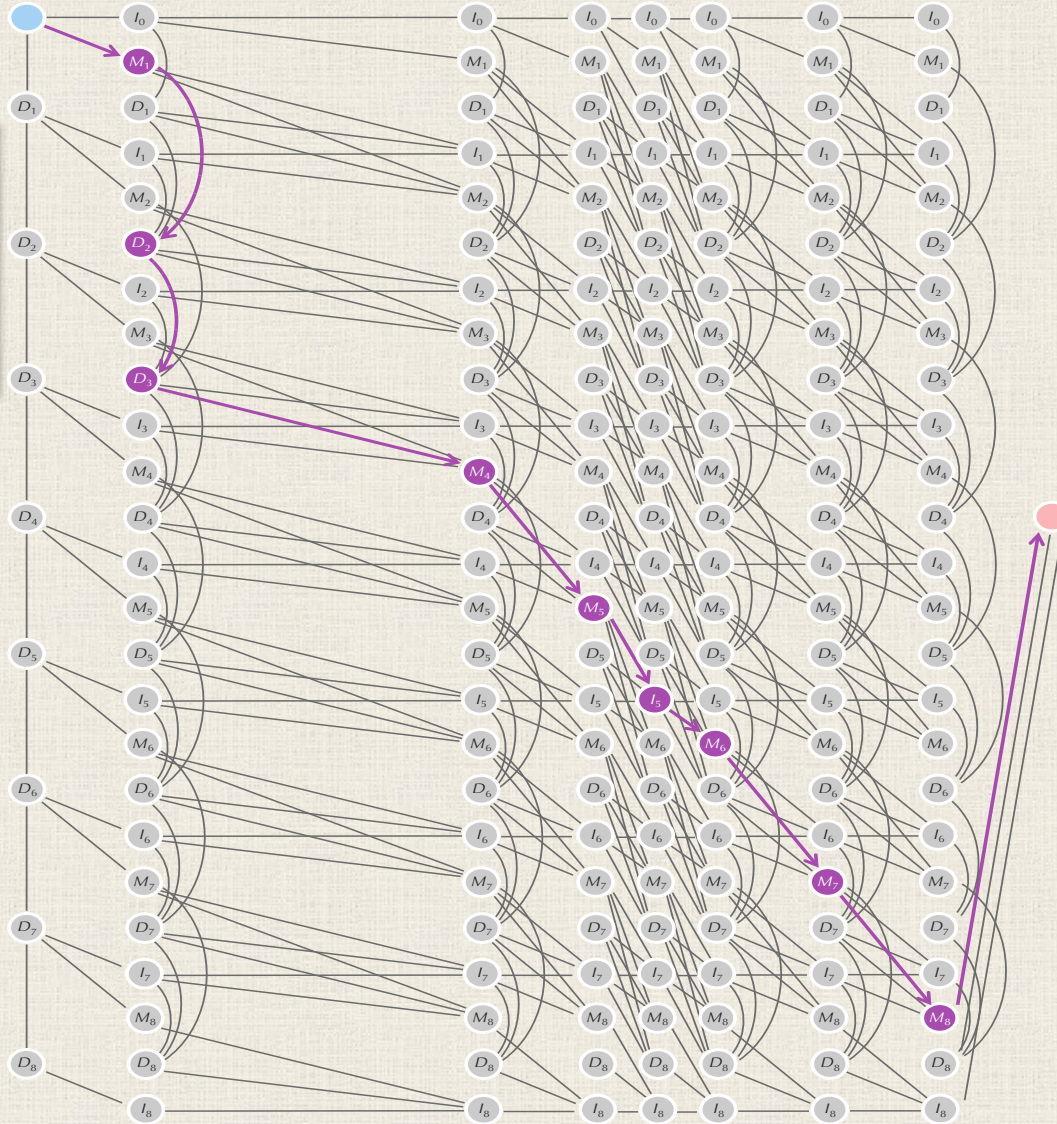 I₀ I₀ I₀ I₀ I₀ I₀ I₀
M₁ M₁ M₁ M₁ M₁ M₁ M₁
D₁ D₁ D₁ D₁ D₁ D₁ D₁ D₁
I₁ I₁ I₁ I₁ I₁ I₁ I₁
M₂ M₂ M₂ M₂ M₂ M₂ M₂
D₂ D₂ D₂ D₂ D₂ D₂ D₂ D₂
I₂ I₂ I₂ I₂ I₂ I₂ I₂
M₃ M₃ M₃ M₃ M₃ M₃ M₃
D₃ D₃ D₃ D₃ D₃ D₃ D₃ D₃
I₃ I₃ I₃ I₃ I₃ I₃ I₃
M₄ M₄ M₄ M₄ M₄ M₄ M₄
D₄ D₄ D₄ D₄ D₄ D₄ D₄ D₄
I₄ I₄ I₄ I₄ I₄ I₄ I₄
M₅ M₅ M₅ M₅ M₅ M₅ M₅
D₅ D₅ D₅ D₅ D₅ D₅ D₅ D₅
I₅ I₅ I₅ I₅ I₅ I₅ I₅
M₆ M₆ M₆ M₆ M₆ M₆ M₆
D₆ D₆ D₆ D₆ D₆ D₆ D₆ D₆
I₆ I₆ I₆ I₆ I₆ I₆ I₆
M₇ M₇ M₇ M₇ M₇ M₇ M₇
D₇ D₇ D₇ D₇ D₇ D₇ D₇ D₇
I₇ I₇ I₇ I₇ I₇ I₇ I₇
M₈ M₈ M₈ M₈ M₈ M₈ M₈
D₈ D₈ D₈ D₈ D₈ D₈ D₈ D₈
I₈ I₈ I₈ I₈ I₈ I₈ I₈